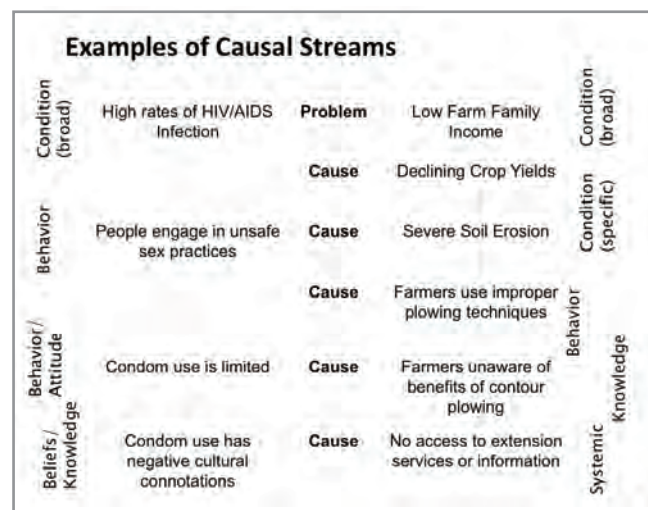 Examples of Causal Streams
Condition
(broad)
High rates of HIV/AIDS
Infection
Problem
Low Farm Family
Income
Condition
(broad)
Cause
Declining Crop Yields
Behavior
People engage in unsafe
sex practices
Cause
Severe Soil Erosion
Condition
(specific)
Cause
Farmers use improper
plowing techniques
Behavior
Behavior/
Attitude
Condom use is limited
Cause
Farmers unaware of
benefits of contour
plowing
Knowledge
Beliefs/
Knowledge
Condom use has
negative cultural
connotations
Cause
No access to extension
services or information
Systemic